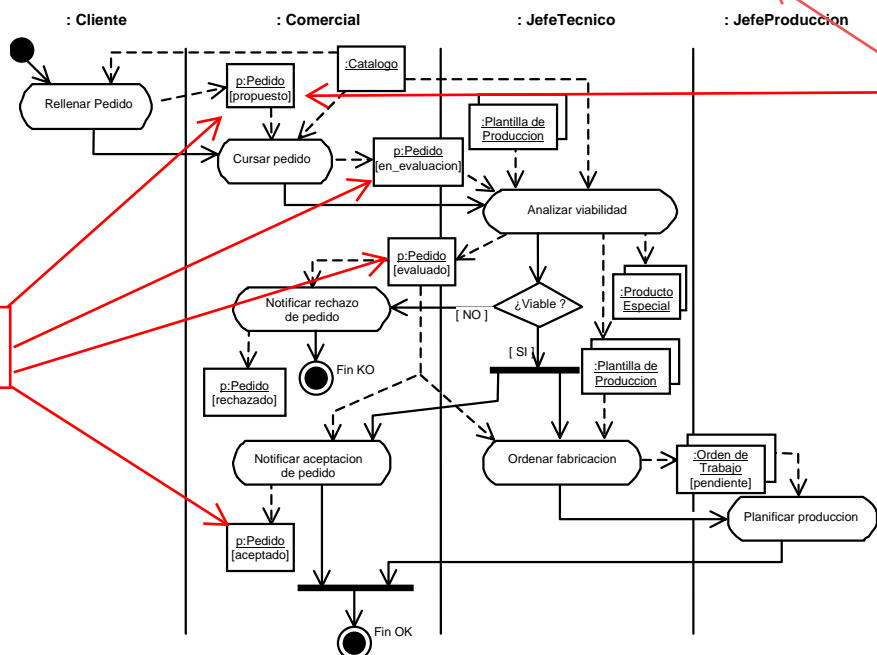 : Cliente
: Comercial
: JefeTecnico
: JefeProduccion
:Catalogo
p:Pedido
[propuesto]
Rellenar Pedido
:Plantilla de
Produccion
Cursar pedido
p:Pedido
[en_evaluacion]
Analizar viabilidad
p:Pedido
[evaluado]
:Producto
Especial
Notificar rechazo
de pedido
[ NO ]
¿Viable ?
[ SI ]
:Plantilla de
Produccion
Fin KO
p:Pedido
[rechazado]
Notificar aceptacion
de pedido
Ordenar fabricacion
:Orden de
Trabajo
[pendiente]
Planificar produccion
p:Pedido
[aceptado]
Fin OK